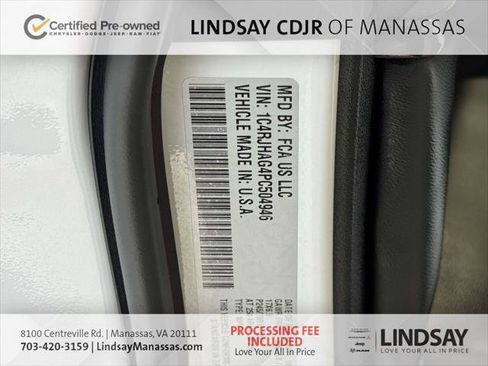 Certified Pre-owned
CHRYSLER • DODGE • JEEP • RAM • FIAT
LINDSAY CDJR OF MANASSAS
MFD BY: FCA US LLC
VIN: 1C4RJHAG4PC504946
VEHICLE MADE IN: U.S.A.
8100 Centreville Rd. | Manassas, VA 20111
703-420-3159 | LindsayManassas.com
PROCESSING FEE
INCLUDED
Love Your All In Price
Jeep
RAM
LINDSAY
LOVE YOUR ALL IN PRICE